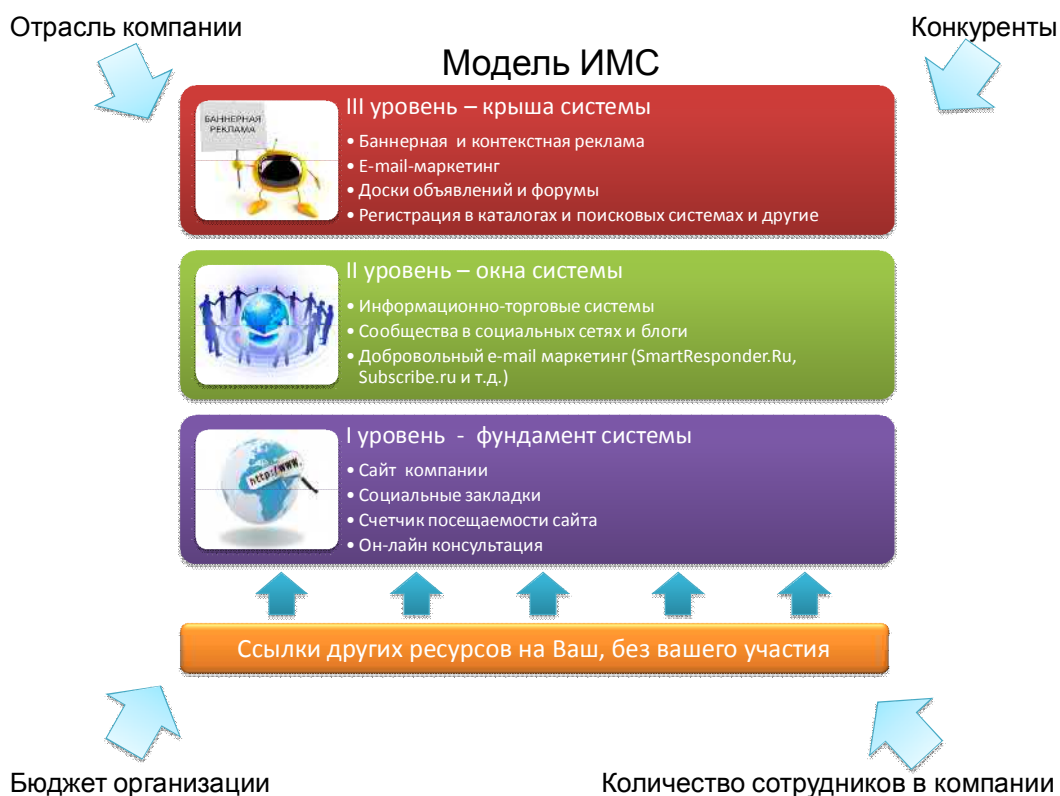 Отрасль компании
Конкуренты
Модель ИМС
БАННЕРНАЯ
РЕКЛАМА
III уровень – крыша системы
• Баннерная и контекстная реклама
• E-mail-маркетинг
• Доски объявлений и форумы
• Регистрация в каталогах и поисковых системах и другие
II уровень – окна системы
• Информационно-торговые системы
• Сообщества в социальных сетях и блоги
• Добровольный e-mail маркетинг (SmartResponder.Ru,
Subscribe.ru и т.д.)
I уровень - фундамент системы
http:/www.
• Сайт компании
• Социальные закладки
• Счетчик посещаемости сайта
• Он-лайн консультация
Ссылки других ресурсов на Ваш, без вашего участия
Бюджет организации
Количество сотрудников в компании